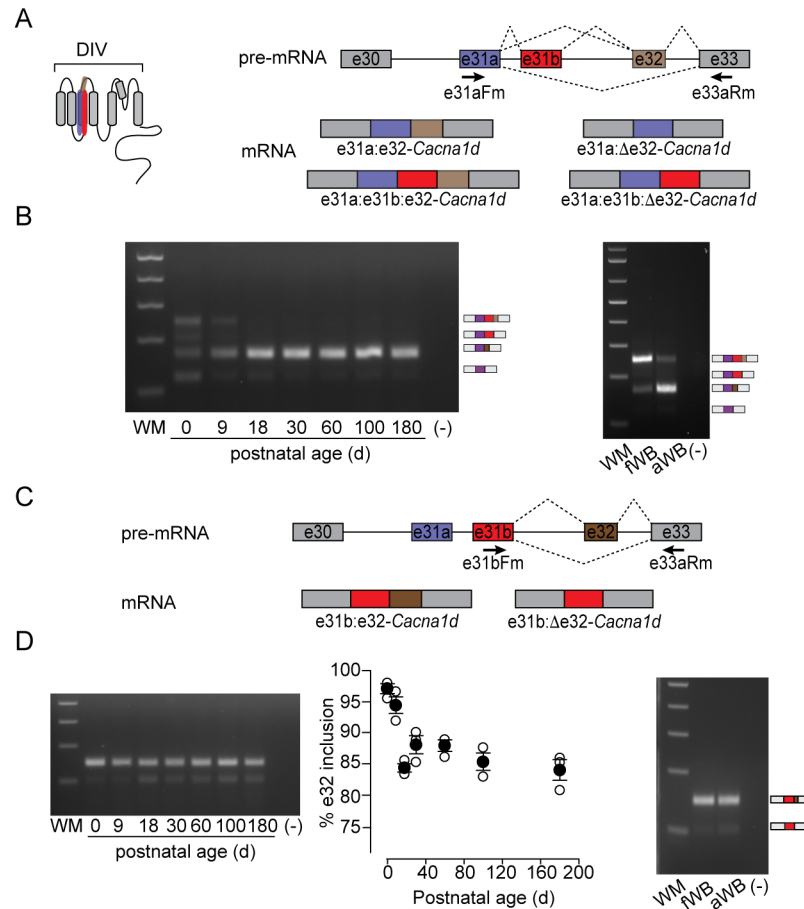 A
DIV
pre-mRNA
e30 e31a e31b e32 e33
e31aFm e33aRm
mRNA
e31a:e32-Cacna1d e31a:Δe32-Cacna1d
e31a:e31b:e32-Cacna1d e31a:e31b:Δe32-Cacna1d
B
WM 0 9 18 30 60 100 180 (-)
postnatal age (d)
WM fWB aWB (-)
C
pre-mRNA
e30 e31a e31b e32 e33
e31bFm e33aRm
mRNA
e31b:e32-Cacna1d e31b:Δe32-Cacna1d
D
WM 0 9 18 30 60 100 180 (-)
postnatal age (d)
% e32 inclusion
100
95
90
85
80
75
0 40 80 120 160 200
Postnatal age (d)
WM fWB aWB (-)